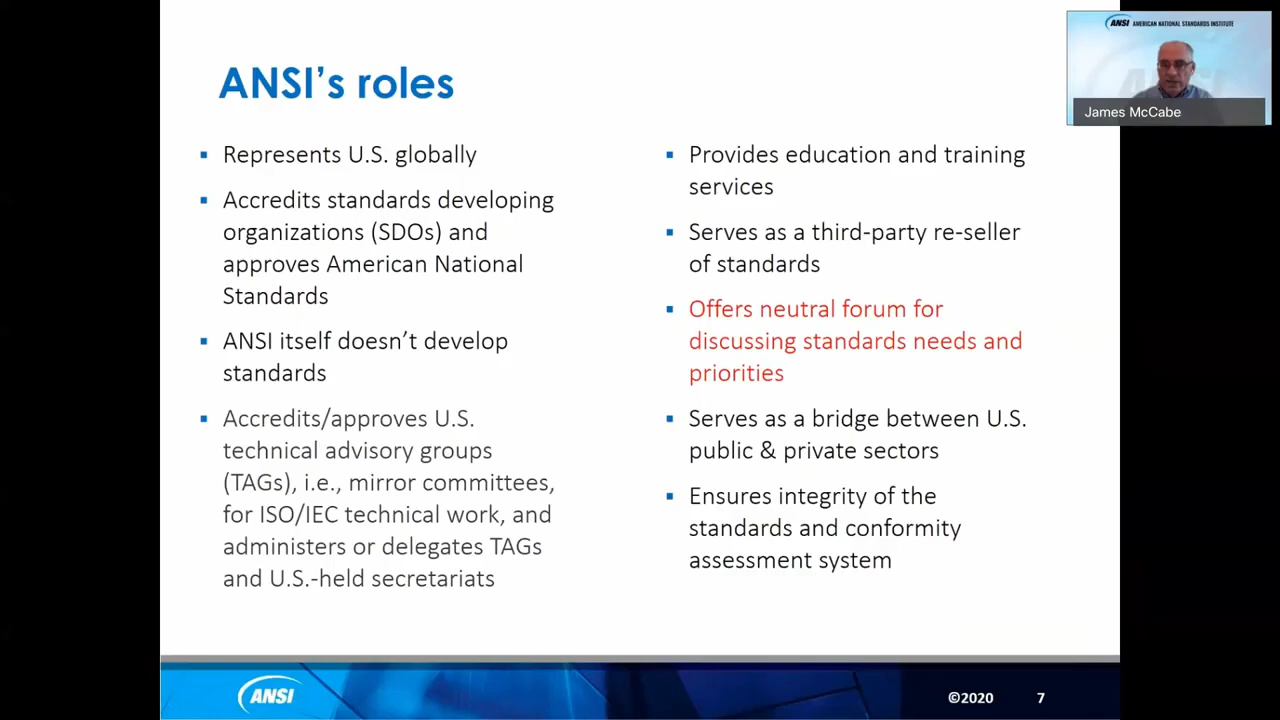 ANSI AMERICAN NATIONAL STANDARDS INSTITUTE
James McCabe
ANSI's roles
▪ Represents U.S. globally
▪ Accredits standards developing
organizations (SDOs) and
approves American National
Standards
▪ ANSI itself doesn't develop
standards
▪ Accredits/approves U.S.
technical advisory groups
(TAGs), i.e., mirror committees,
for ISO/IEC technical work, and
administers or delegates TAGs
and U.S.-held secretariats
▪ Provides education and training
services
▪ Serves as a third-party re-seller
of standards
▪ Offers neutral forum for
discussing standards needs and
priorities
▪ Serves as a bridge between U.S.
public & private sectors
▪ Ensures integrity of the
standards and conformity
assessment system
ANSI
©2020 7